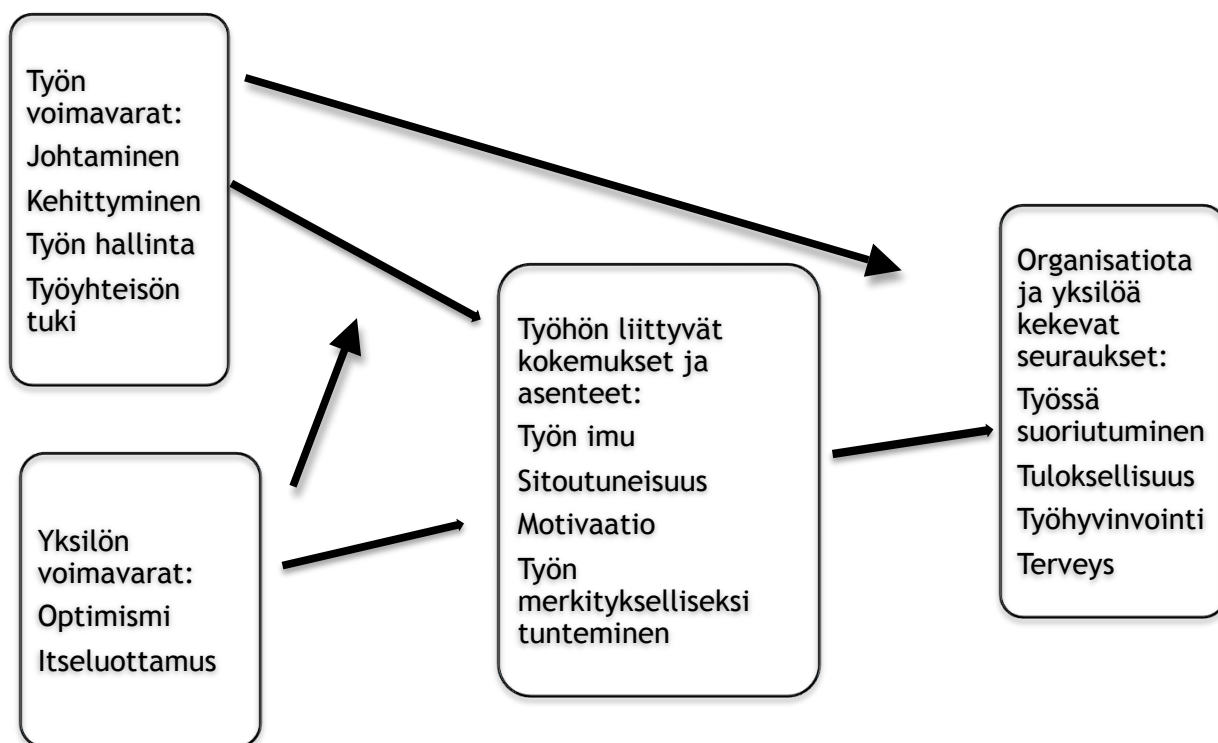 Työn
voimavarat:
Johtaminen
Kehittyminen
Työn hallinta
Työyhteisön
tuki
Yksilön
voimavarat:
Optimismi
Itseluottamus
Työhön liittyvät
kokemukset ja
asenteet:
Työn imu
Sitoutuneisuus
Motivaatio
Työn
merkitykselliseksi
tunteminen
Organisatiota
ja yksilöä
kekevat
seuraukset:
Työssä
suoriutuminen
Tuloksellisuus
Työhyvinvointi
Terveys